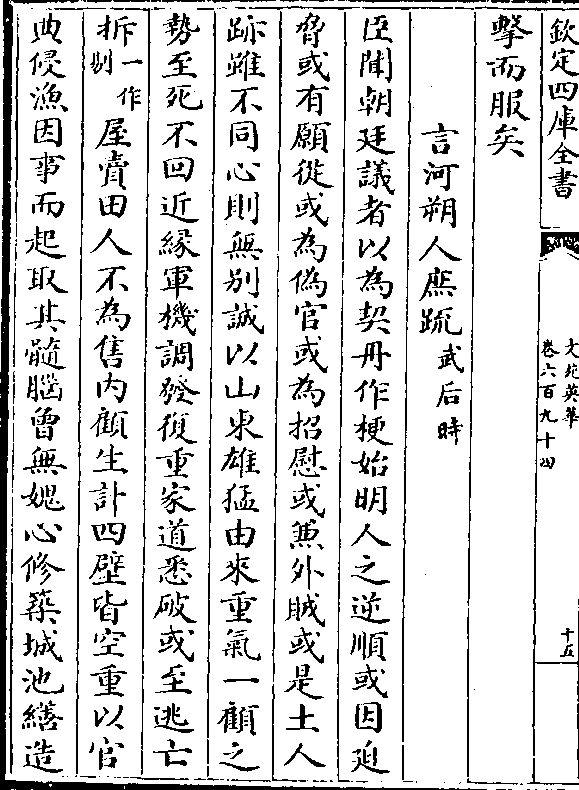 欽定四庫全書
文苑英華
卷六百九十四
十五
擊而服矣
言河朔人庶疏武后時
臣聞朝廷議者以為契丹作梗始明人之逆順或因迫
脅或有願從或為偽官或為招慰或兼外賊或是土人
跡雖不同心則無別誠以山東雄猛由來重氣一顧之
勢至死不回近縁軍機調發復重家道悉破或至逃亡
拆一作剔屋賣田人不為售内顧生計四壁皆空重以官
典侵漁因事而起取其髓腦曾無媿心修築城池繕造